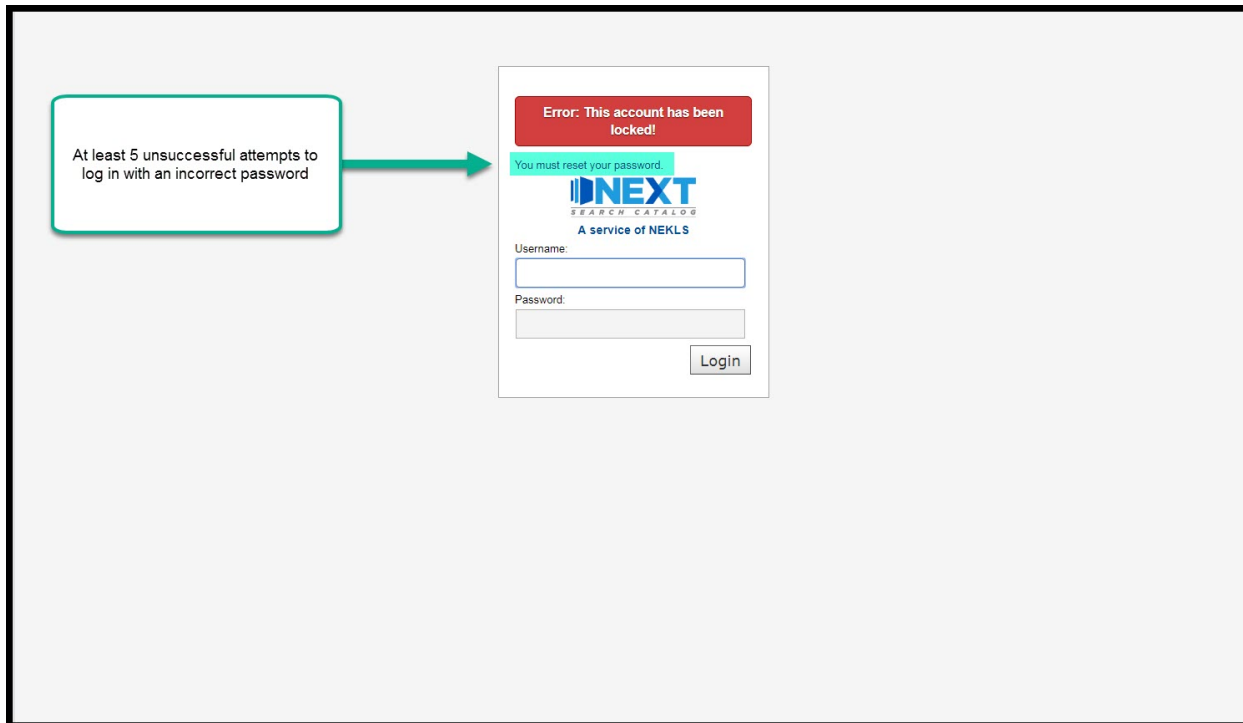 At least 5 unsuccessful attempts to
log in with an incorrect password
Error: This account has been
locked!
You must reset your password.
NEXT
SEARCH CATALOG
A service of NEKLS
Username:
Password:
Login